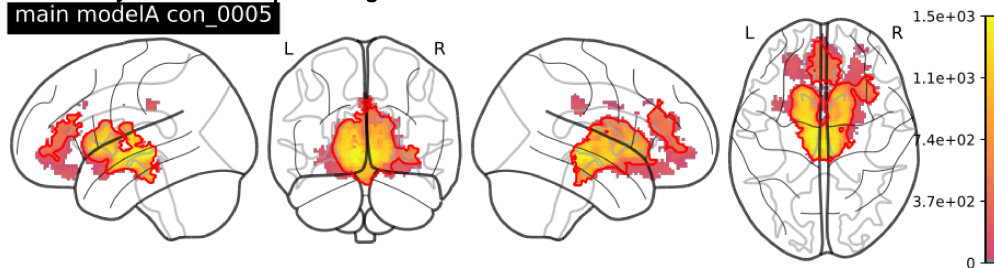 main modelA con_0005
L R
L R
1.5e+03
1.1e+03
7.4e+02
3.7e+02
0